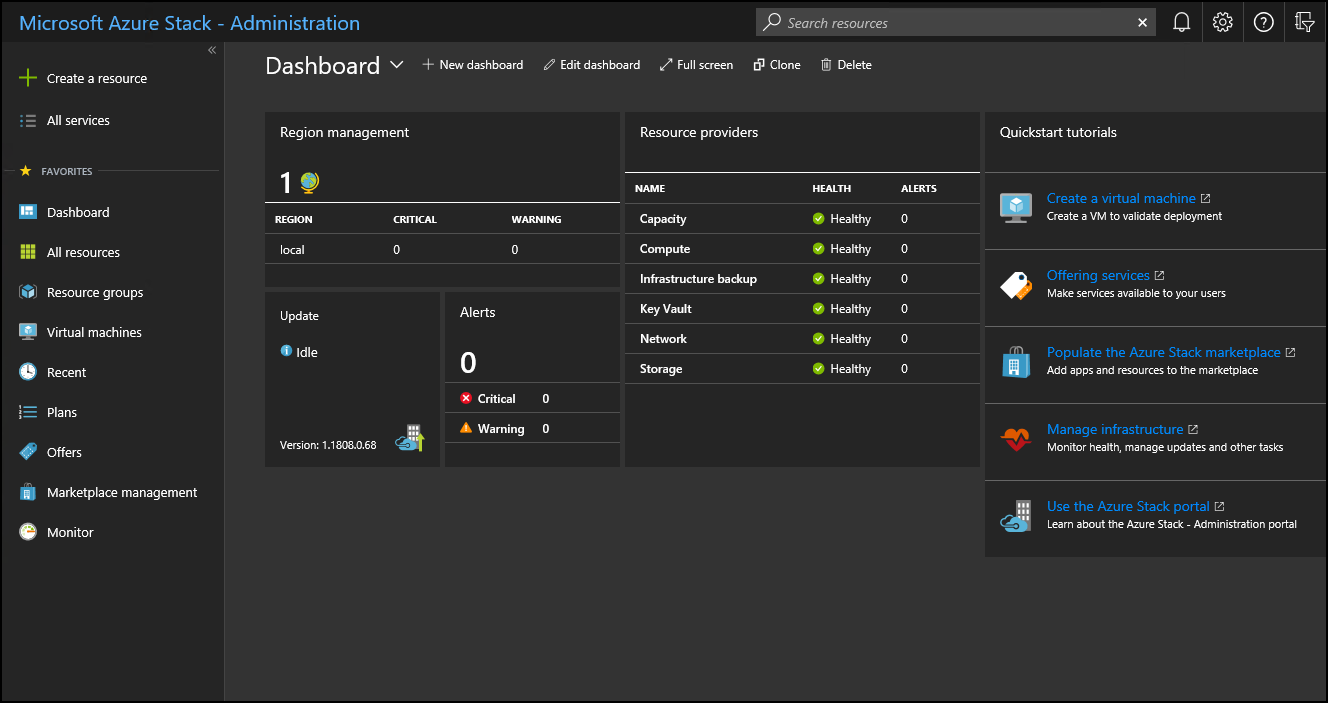 Microsoft Azure Stack - Administration
Search resources
Create a resource
All services
FAVORITES
Dashboard
All resources
Resource groups
Virtual machines
Recent
Plans
Offers
Marketplace management
Monitor
Dashboard
New dashboard
Edit dashboard
Full screen
Clone
Delete
Region management
1
REGION CRITICAL WARNING
local 0 0
Update
Idle
Version: 1.1808.0.68
Alerts
0
Critical 0
Warning 0
Resource providers
NAME HEALTH ALERTS
Capacity Healthy 0
Compute Healthy 0
Infrastructure backup Healthy 0
Key Vault Healthy 0
Network Healthy 0
Storage Healthy 0
Quickstart tutorials
Create a virtual machine
Create a VM to validate deployment
Offering services
Make services available to your users
Populate the Azure Stack marketplace
Add apps and resources to the marketplace
Manage infrastructure
Monitor health, manage updates and other tasks
Use the Azure Stack portal
Learn about the Azure Stack - Administration portal